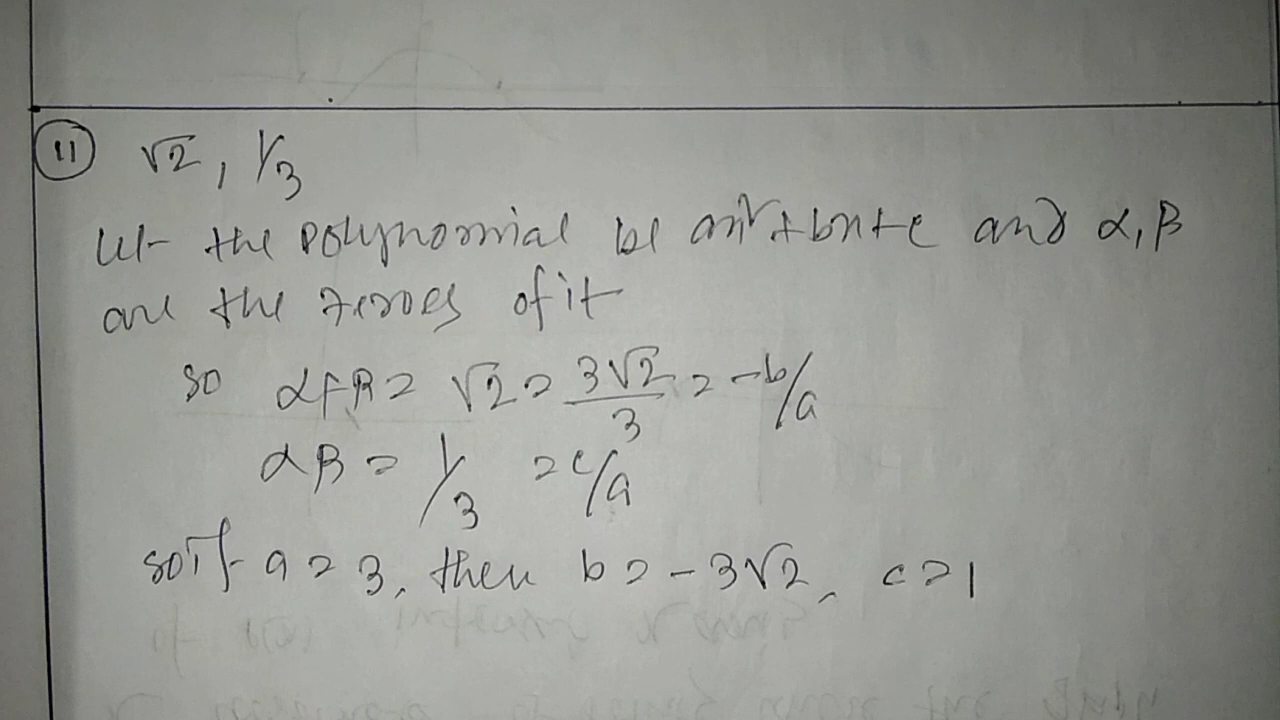 (11) √2, 1/3
let the polynomial be ax²+bx+c and α, β
are the zeroes of it
so α+β = √2 = 3√2/3 = -b/a
αβ = 1/3 = c/a
so if a = 3, then b = -3√2, c = 1